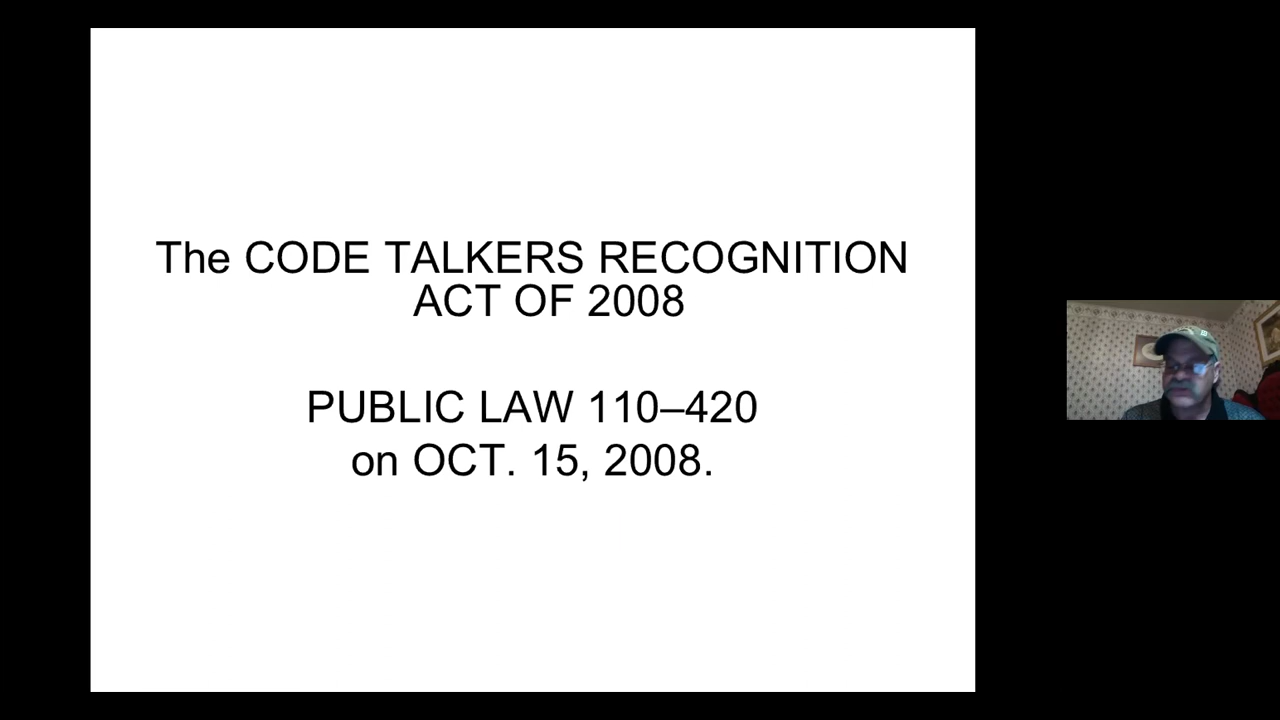 The CODE TALKERS RECOGNITION
ACT OF 2008
PUBLIC LAW 110–420
on OCT. 15, 2008.